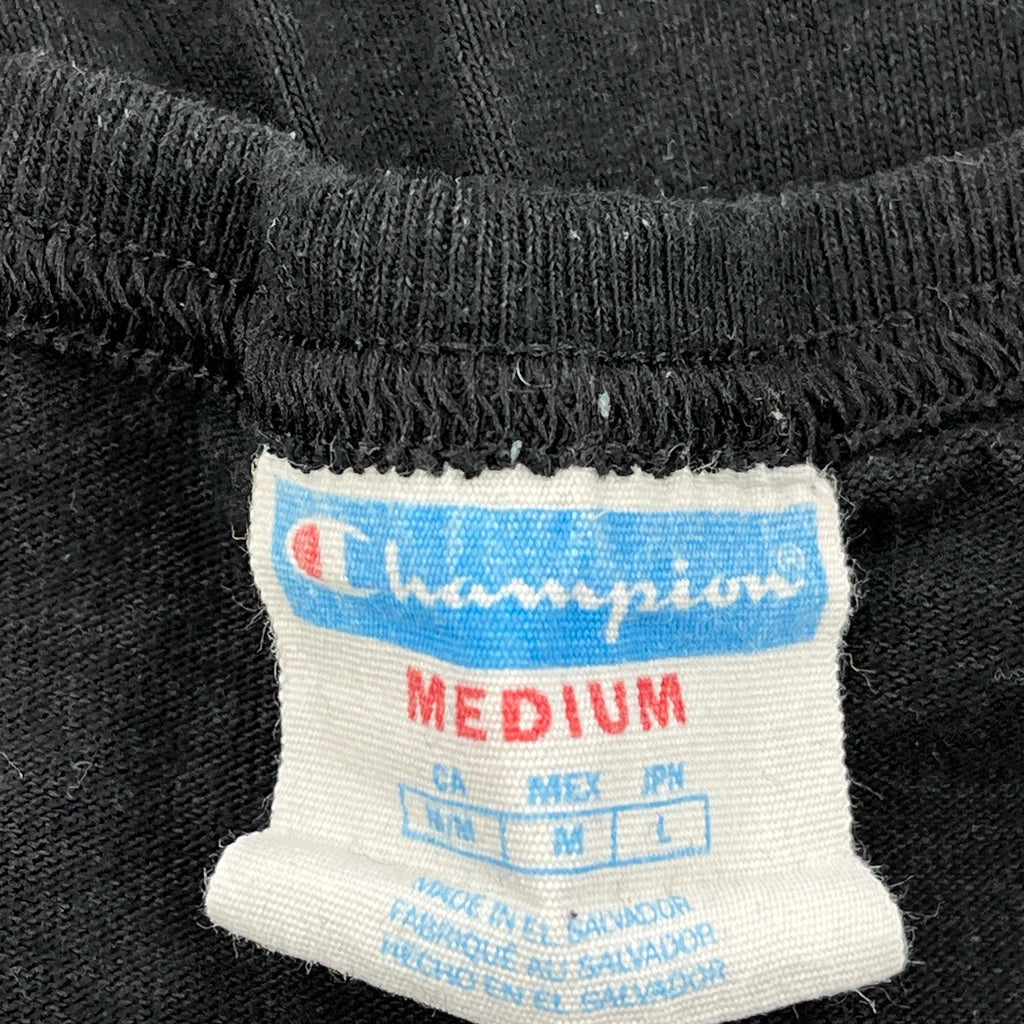 Champion®
MEDIUM
CA MEX JPN
M/M M L
MADE IN EL SALVADOR
FABRIQUÉ AU SALVADOR
HECHO EN EL SALVADOR